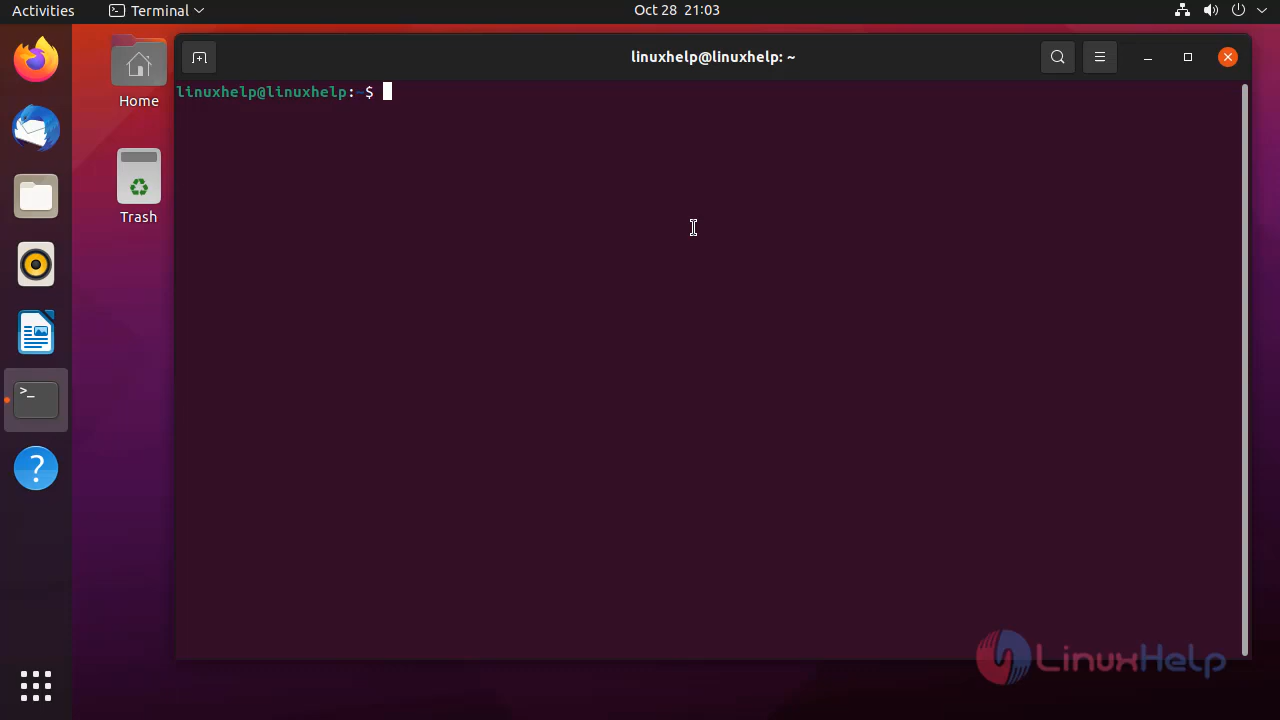 Activities
Terminal
Oct 28 21:03
linuxhelp@linuxhelp: ~
linuxhelp@linuxhelp:~$
Home
Trash
>_
?
LinuxHelp